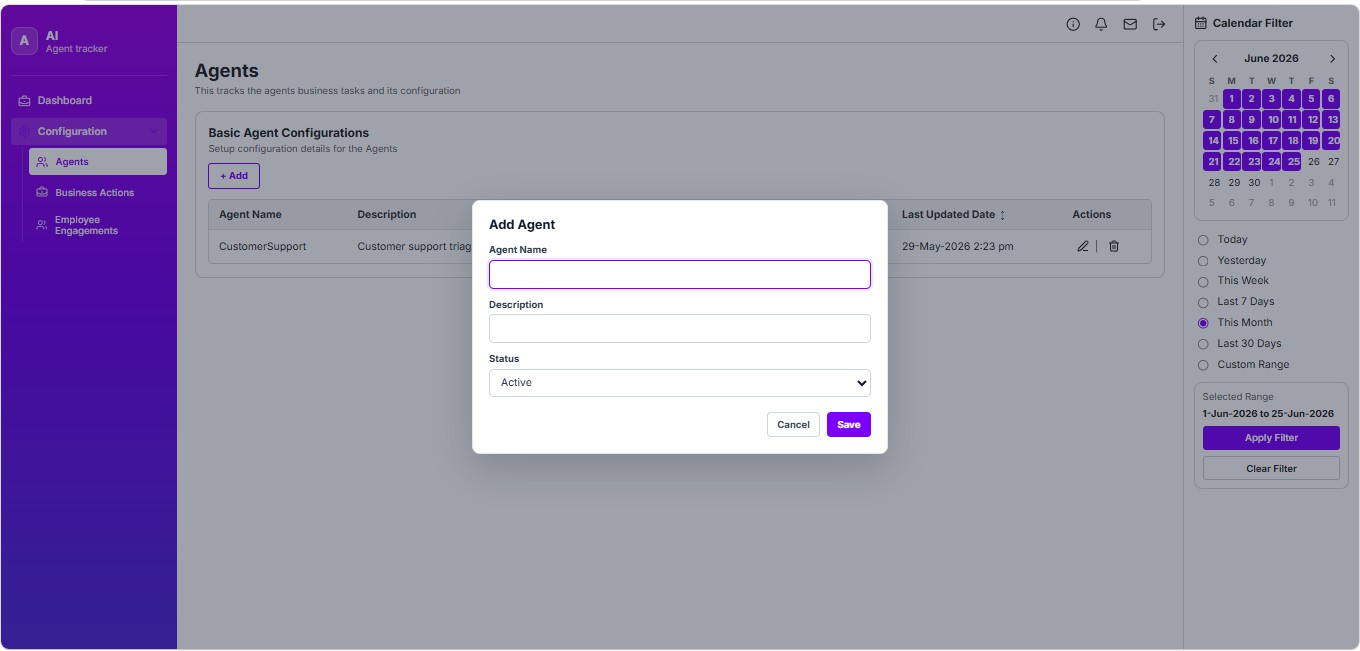 A
AI
Agent tracker
Dashboard
Configuration
Agents
Business Actions
Employee
Engagements
Agents
This tracks the agents business tasks and its configuration
Basic Agent Configurations
Setup configuration details for the Agents
+ Add
Agent Name Description Last Updated Date Actions
CustomerSupport Customer support triag 29-May-2026 2:23 pm |
Add Agent
Agent Name
Description
Status
Active
Cancel Save
Calendar Filter
June 2026
S M T W T F S
31 1 2 3 4 5 6
7 8 9 10 11 12 13
14 15 16 17 18 19 20
21 22 23 24 25 26 27
28 29 30 1 2 3 4
5 6 7 8 9 10 11
Today
Yesterday
This Week
Last 7 Days
This Month
Last 30 Days
Custom Range
Selected Range
1-Jun-2026 to 25-Jun-2026
Apply Filter
Clear Filter